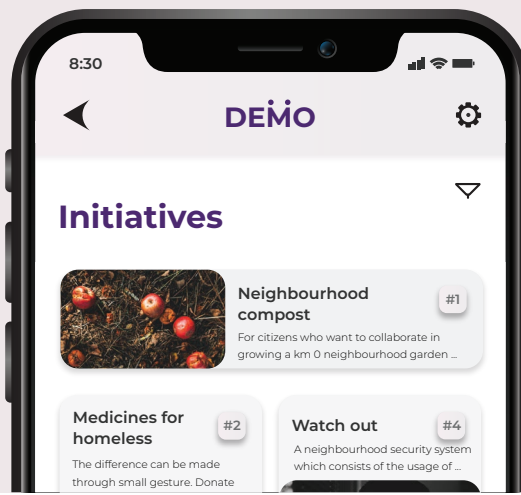 8:30
DEMO
Initiatives
Neighbourhood
compost
#1
For citizens who want to collaborate in
growing a km 0 neighbourhood garden ...
Medicines for
homeless
#2
The difference can be made
through small gesture. Donate
Watch out
#4
A neighbourhood security system
which consists of the usage of ...